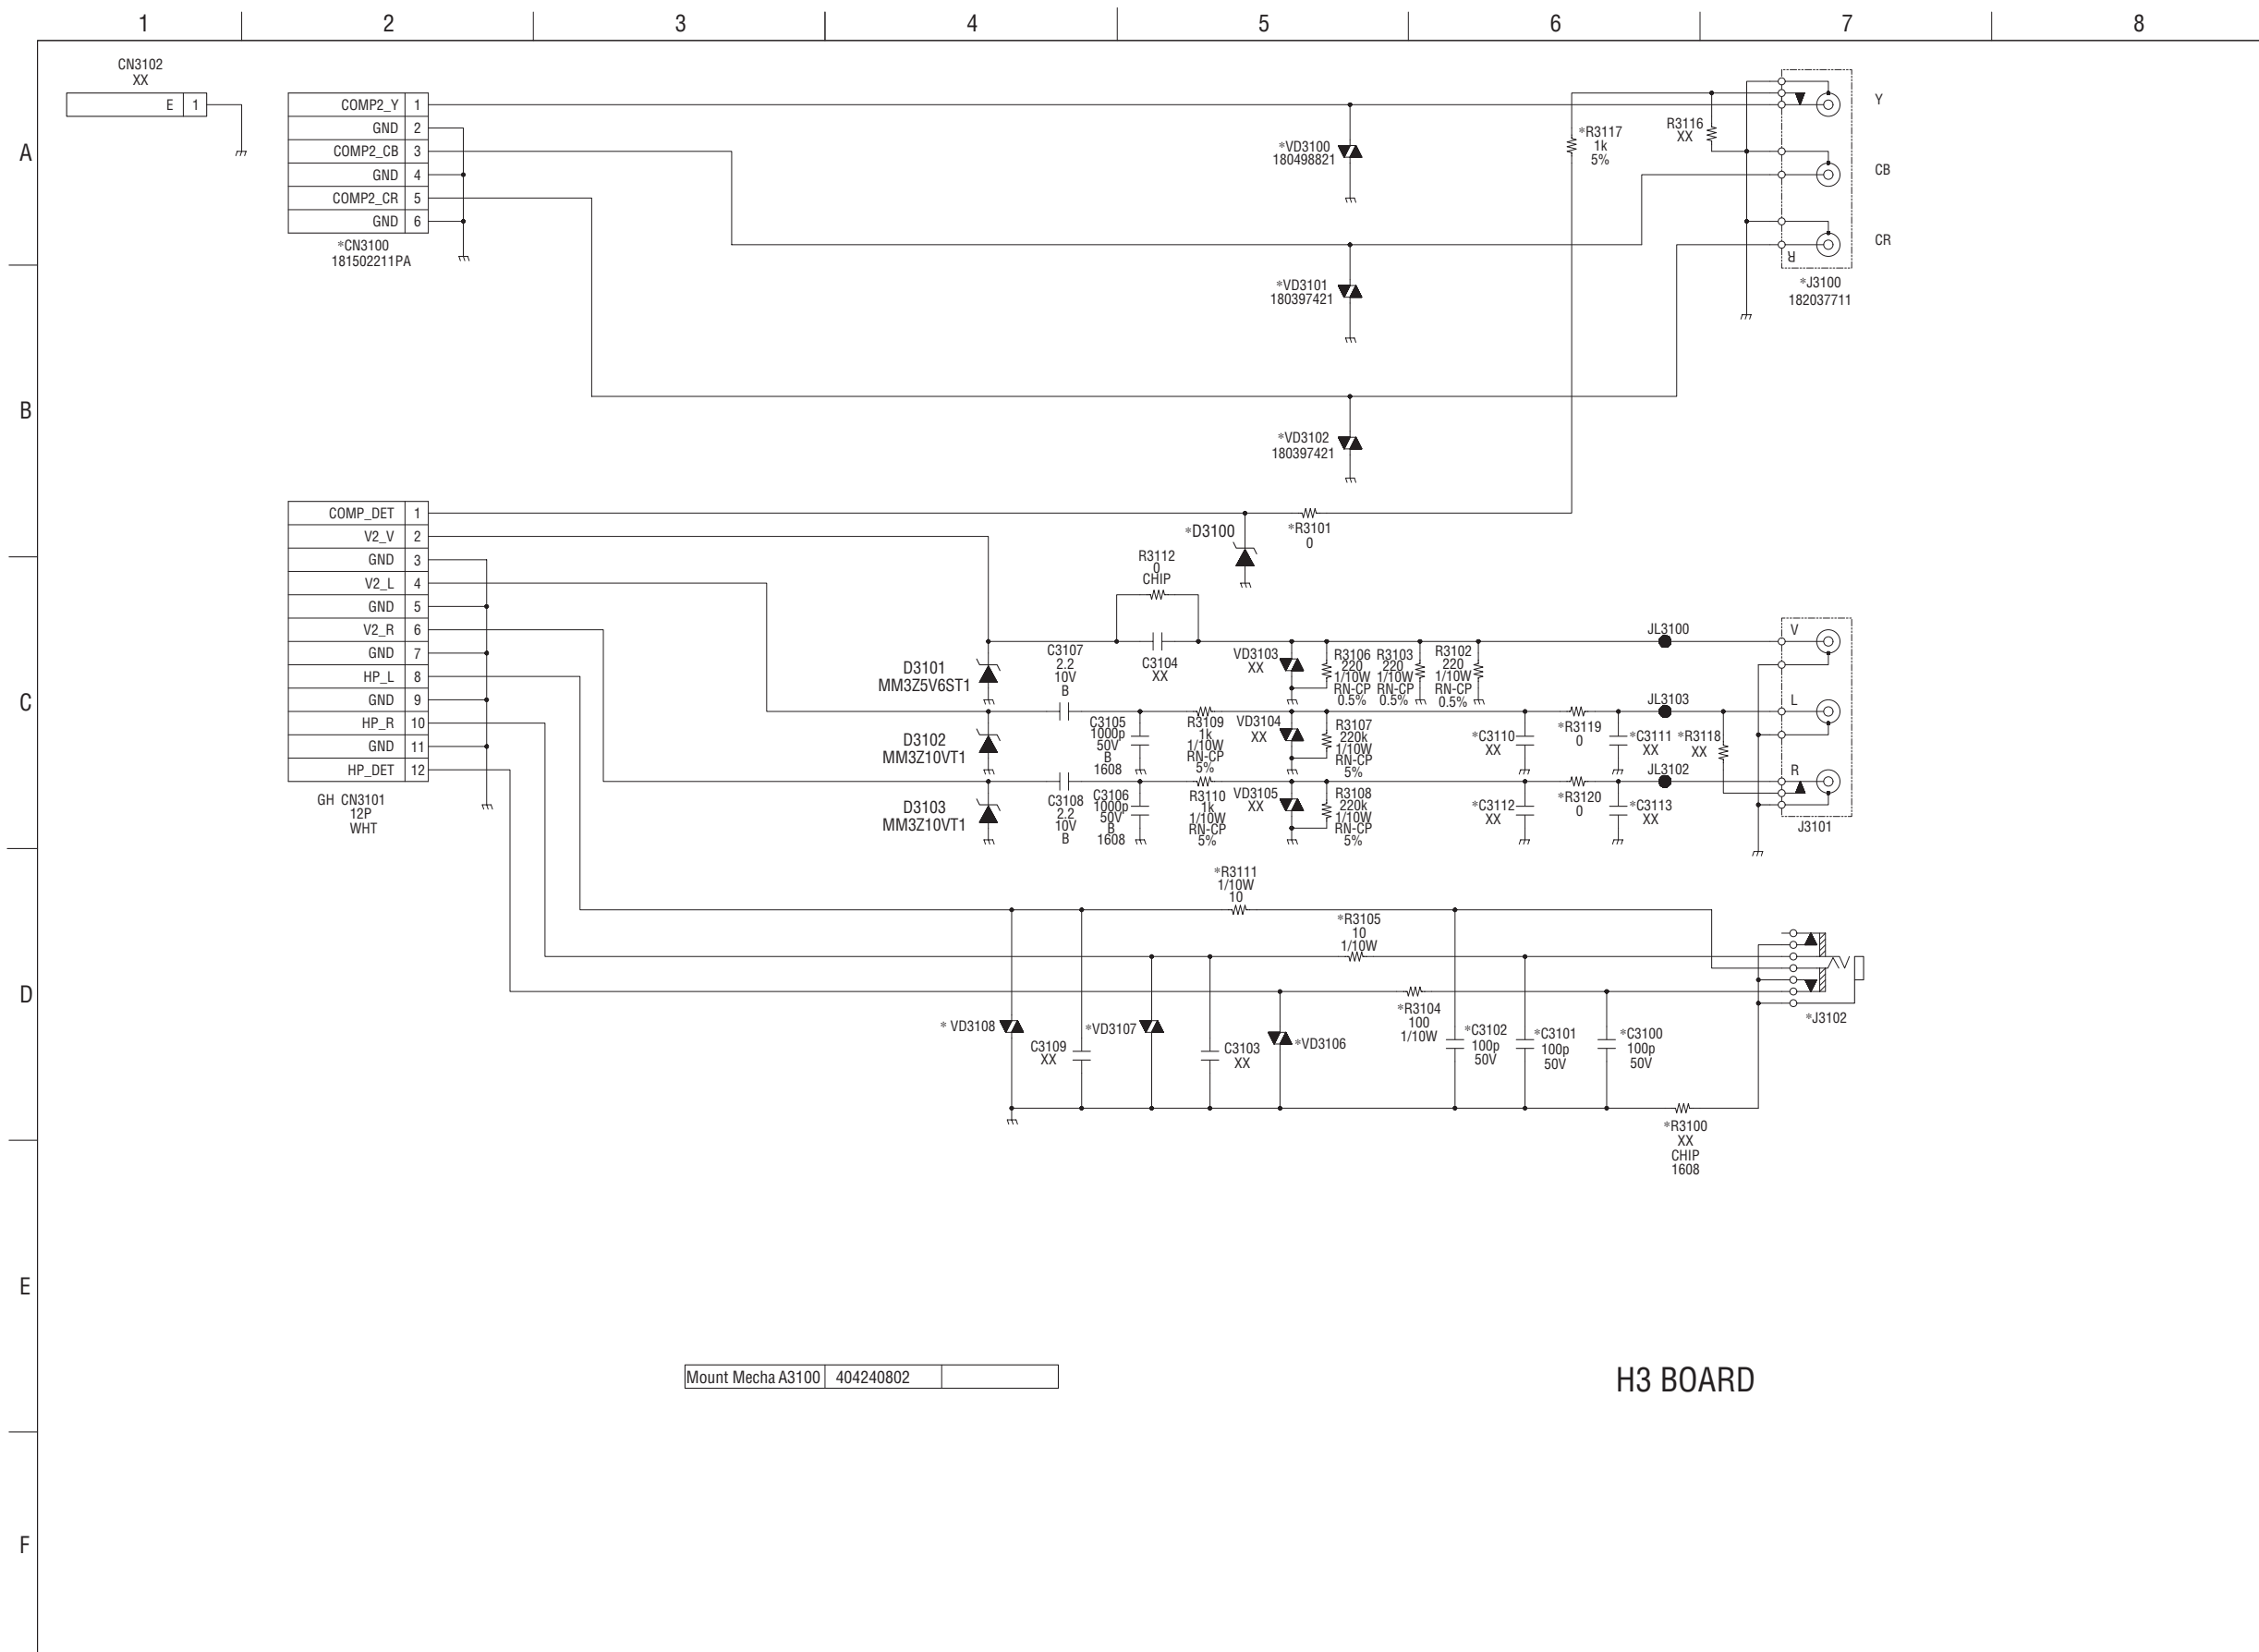 1 2 3 4 5 6 7 8
A
B
C
D
E
F
CN3102
XX
E 1
COMP2_Y 1
GND 2
COMP2_CB 3
GND 4
COMP2_CR 5
GND 6
*CN3100
181502211PA
*VD3100
180498821
*VD3101
180397421
*VD3102
180397421
*R3117
1k
5%
R3116
XX
Y
CB
CR
R
*J3100
182037711
COMP_DET 1
V2_V 2
GND 3
V2_L 4
GND 5
V2_R 6
GND 7
HP_L 8
GND 9
HP_R 10
GND 11
HP_DET 12
GH CN3101
12P
WHT
*D3100
*R3101
0
R3112
0
CHIP
C3104
XX
D3101
MM3Z5V6ST1
D3102
MM3Z10VT1
D3103
MM3Z10VT1
C3107
2.2
10V
B
C3108
2.2
10V
B
C3105
1000p
50V
B
1608
C3106
1000p
50V
B
1608
R3109
1k
1/10W
RN-CP
5%
R3110
1k
1/10W
RN-CP
5%
VD3103
XX
VD3104
XX
VD3105
XX
R3106
220
1/10W
RN-CP
0.5%
R3103
220
1/10W
RN-CP
0.5%
R3102
220
1/10W
RN-CP
0.5%
R3107
220k
1/10W
RN-CP
5%
R3108
220k
1/10W
RN-CP
5%
*C3110
XX
*C3112
XX
*R3119
0
*R3120
0
*C3111
XX
*C3113
XX
JL3100
JL3103
JL3102
*R3118
XX
V
L
R
J3101
*R3111
1/10W
10
*R3105
10
1/10W
*R3104
100
1/10W
* VD3108
C3109
XX
*VD3107
C3103
XX
*VD3106
*C3102
100p
50V
*C3101
100p
50V
*C3100
100p
50V
*J3102
*R3100
XX
CHIP
1608
Mount Mecha A3100 404240802
H3 BOARD